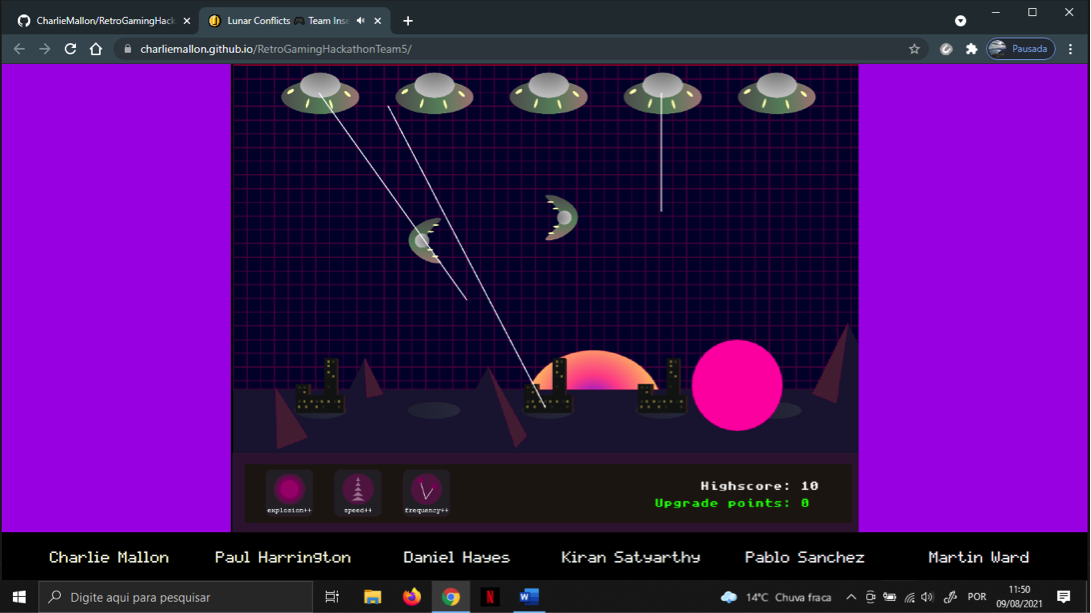 CharlieMallon/RetroGamingHack
Lunar Conflicts 🎮 Team Inse
charliemallon.github.io/RetroGamingHackathonTeam5/
Pausada
Highscore: 10
Upgrade points: 0
explosion++ speed++ frequency++
Charlie Mallon Paul Harrington Daniel Hayes Kiran Satyarthy Pablo Sanchez Martin Ward
Digite aqui para pesquisar
14°C Chuva fraca
POR
11:50
09/08/2021